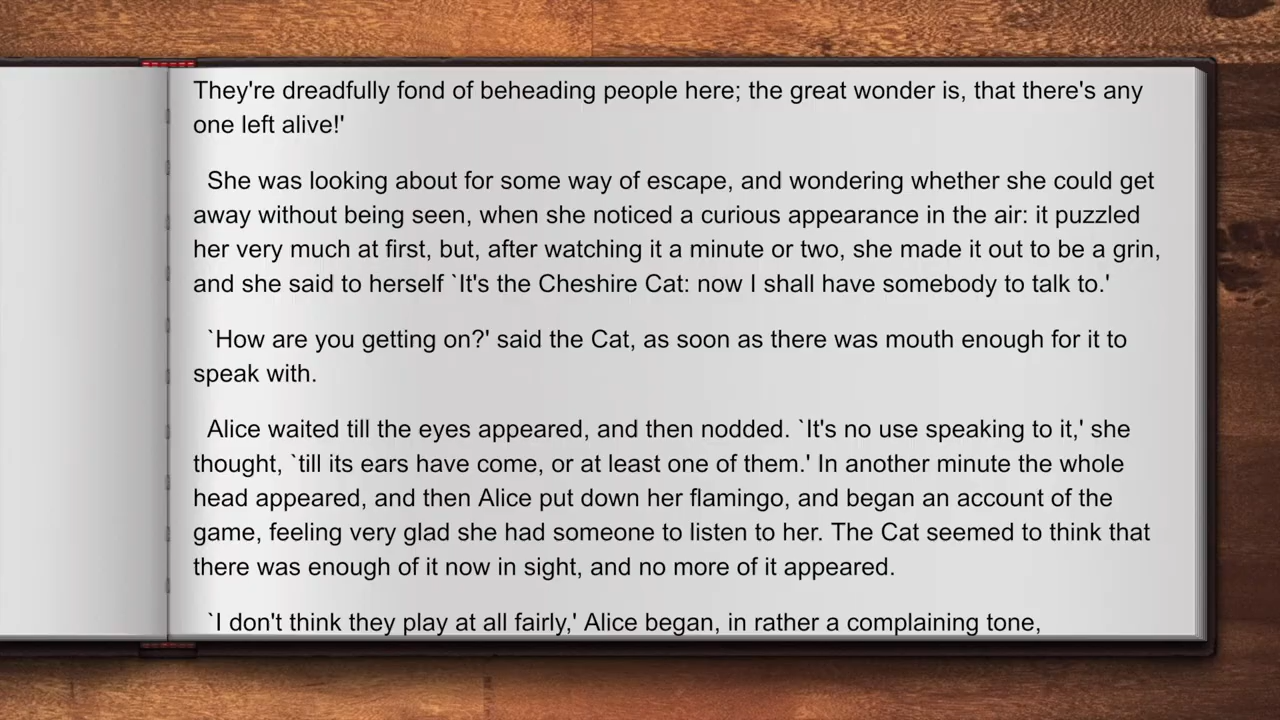 They're dreadfully fond of beheading people here; the great wonder is, that there's any
one left alive!'
She was looking about for some way of escape, and wondering whether she could get
away without being seen, when she noticed a curious appearance in the air: it puzzled
her very much at first, but, after watching it a minute or two, she made it out to be a grin,
and she said to herself `It's the Cheshire Cat: now I shall have somebody to talk to.'
`How are you getting on?' said the Cat, as soon as there was mouth enough for it to
speak with.
Alice waited till the eyes appeared, and then nodded. `It's no use speaking to it,' she
thought, `till its ears have come, or at least one of them.' In another minute the whole
head appeared, and then Alice put down her flamingo, and began an account of the
game, feeling very glad she had someone to listen to her. The Cat seemed to think that
there was enough of it now in sight, and no more of it appeared.
`I don't think they play at all fairly,' Alice began, in rather a complaining tone,